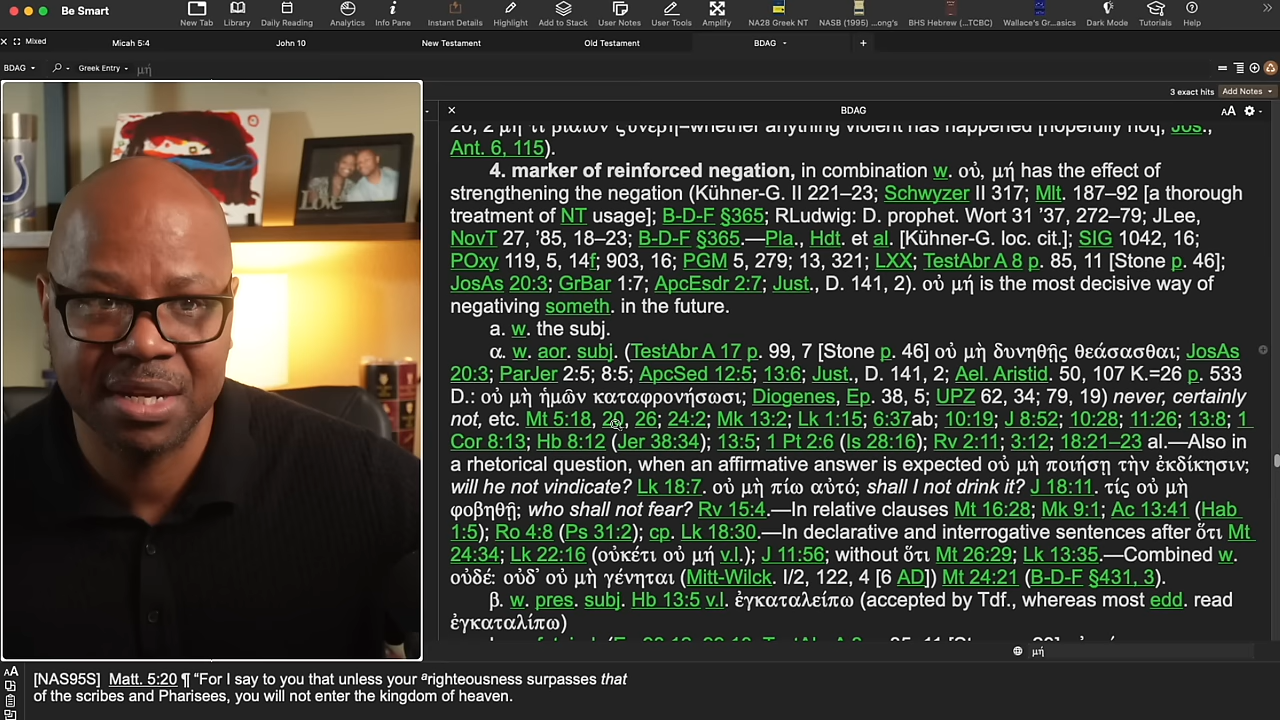 Be Smart
New Tab Library Daily Reading Analytics Info Pane Instant Details Highlight Add to Stack User Notes User Tools Amplify NA28 Greek NT NASB (1995) ...ong's BHS Hebrew (...TCBC) Wallace's Gr...asics Dark Mode Tutorials Help
Mixed Micah 5:4 John 10 New Testament Old Testament BDAG
BDAG Greek Entry μή
3 exact hits Add Notes
BDAG
20, 2 μή τι βίαιον ζυνέρῃ–whether anything violent has happened [hopefully not], Jos.,
Ant. 6, 115).
4. marker of reinforced negation, in combination w. οὐ, μή has the effect of
strengthening the negation (Kühner-G. II 221–23; Schwyzer II 317; Mlt. 187–92 [a thorough
treatment of NT usage]; B-D-F §365; RLudwig: D. prophet. Wort 31 ’37, 272–79; JLee,
NovT 27, ’85, 18–23; B-D-F §365.—Pla., Hdt. et al. [Kühner-G. loc. cit.]; SIG 1042, 16;
POxy 119, 5, 14f; 903, 16; PGM 5, 279; 13, 321; LXX; TestAbr A 8 p. 85, 11 [Stone p. 46];
JosAs 20:3; GrBar 1:7; ApcEsdr 2:7; Just., D. 141, 2). οὐ μή is the most decisive way of
negativing someth. in the future.
a. w. the subj.
α. w. aor. subj. (TestAbr A 17 p. 99, 7 [Stone p. 46] οὐ μὴ δυνηθῇς θεάσασθαι; JosAs
20:3; ParJer 2:5; 8:5; ApcSed 12:5; 13:6; Just., D. 141, 2; Ael. Aristid. 50, 107 K.=26 p. 533
D.: οὐ μὴ ἡμῶν καταφρονήσωσι; Diogenes, Ep. 38, 5; UPZ 62, 34; 79, 19) never, certainly
not, etc. Mt 5:18, 20, 26; 24:2; Mk 13:2; Lk 1:15; 6:37ab; 10:19; J 8:52; 10:28; 11:26; 13:8; 1
Cor 8:13; Hb 8:12 (Jer 38:34); 13:5; 1 Pt 2:6 (Is 28:16); Rv 2:11; 3:12; 18:21–23 al.—Also in
a rhetorical question, when an affirmative answer is expected οὐ μὴ ποιήσῃ τὴν ἐκδίκησιν;
will he not vindicate? Lk 18:7. οὐ μὴ πίω αὐτό; shall I not drink it? J 18:11. τίς οὐ μὴ
φοβηθῇ; who shall not fear? Rv 15:4.—In relative clauses Mt 16:28; Mk 9:1; Ac 13:41 (Hab
1:5); Ro 4:8 (Ps 31:2); cp. Lk 18:30.—In declarative and interrogative sentences after ὅτι Mt
24:34; Lk 22:16 (οὐκέτι οὐ μή v.l.); J 11:56; without ὅτι Mt 26:29; Lk 13:35.—Combined w.
οὐδέ: οὐδ’ οὐ μὴ γένηται (Mitt-Wilck. I/2, 122, 4 [6 AD]) Mt 24:21 (B-D-F §431, 3).
β. w. pres. subj. Hb 13:5 v.l. ἐγκαταλείπω (accepted by Tdf., whereas most edd. read
ἐγκαταλίπω)
μή
LOVE
[NAS95S] Matt. 5:20 ¶ “For I say to you that unless your arighteousness surpasses that
of the scribes and Pharisees, you will not enter the kingdom of heaven.